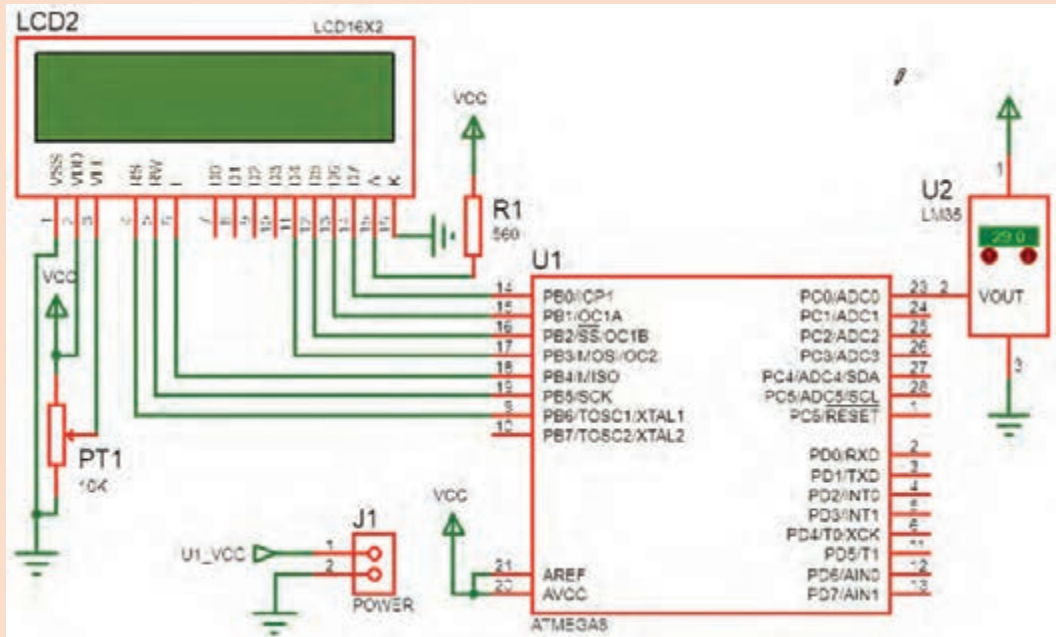 LCD2
LCD16X2
VSS
VDD
VEE
RS
RW
E
D0
D1
D2
D3
D4
D5
D6
D7
A
K
1
2
3
4
5
6
7
8
9
10
11
12
13
14
15
VCC
R1
560
VCC
PT1
10K
U1
14 PB0/ICP1
15 PB1/OC1A
16 PB2/SS/OC1B
17 PB3/MOSI/OC2
18 PB4/MISO
19 PB5/SCK
9 PB6/TOSC1/XTAL1
10 PB7/TOSC2/XTAL2
PC0/ADC0 23
PC1/ADC1 24
PC2/ADC2 25
PC3/ADC3 26
PC4/ADC4/SDA 27
PC5/ADC5/SCL 28
PC6/RESET 1
PD0/RXD 2
PD1/TXD 3
PD2/INT0 4
PD3/INT1 5
PD4/T0/XCK 6
PD5/T1 11
PD6/AIN0 12
PD7/AIN1 13
21 AREF
20 AVCC
ATMEGA8
VCC
J1
U1_VCC
1
2
POWER
U2
LM35
1
29.0
2 VOUT
3